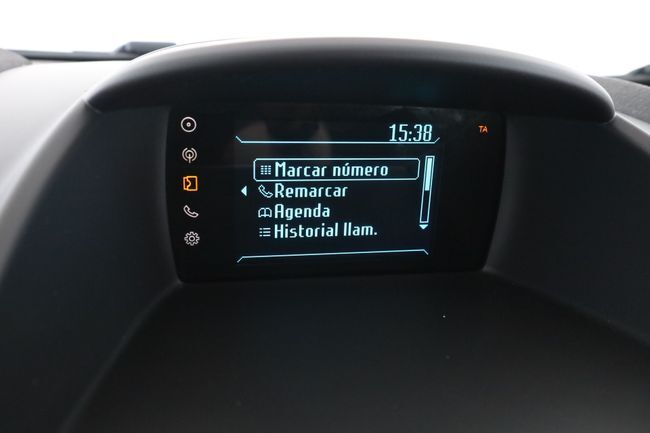 15:38
TA
Marcar número
Remarcar
Agenda
Historial llam.